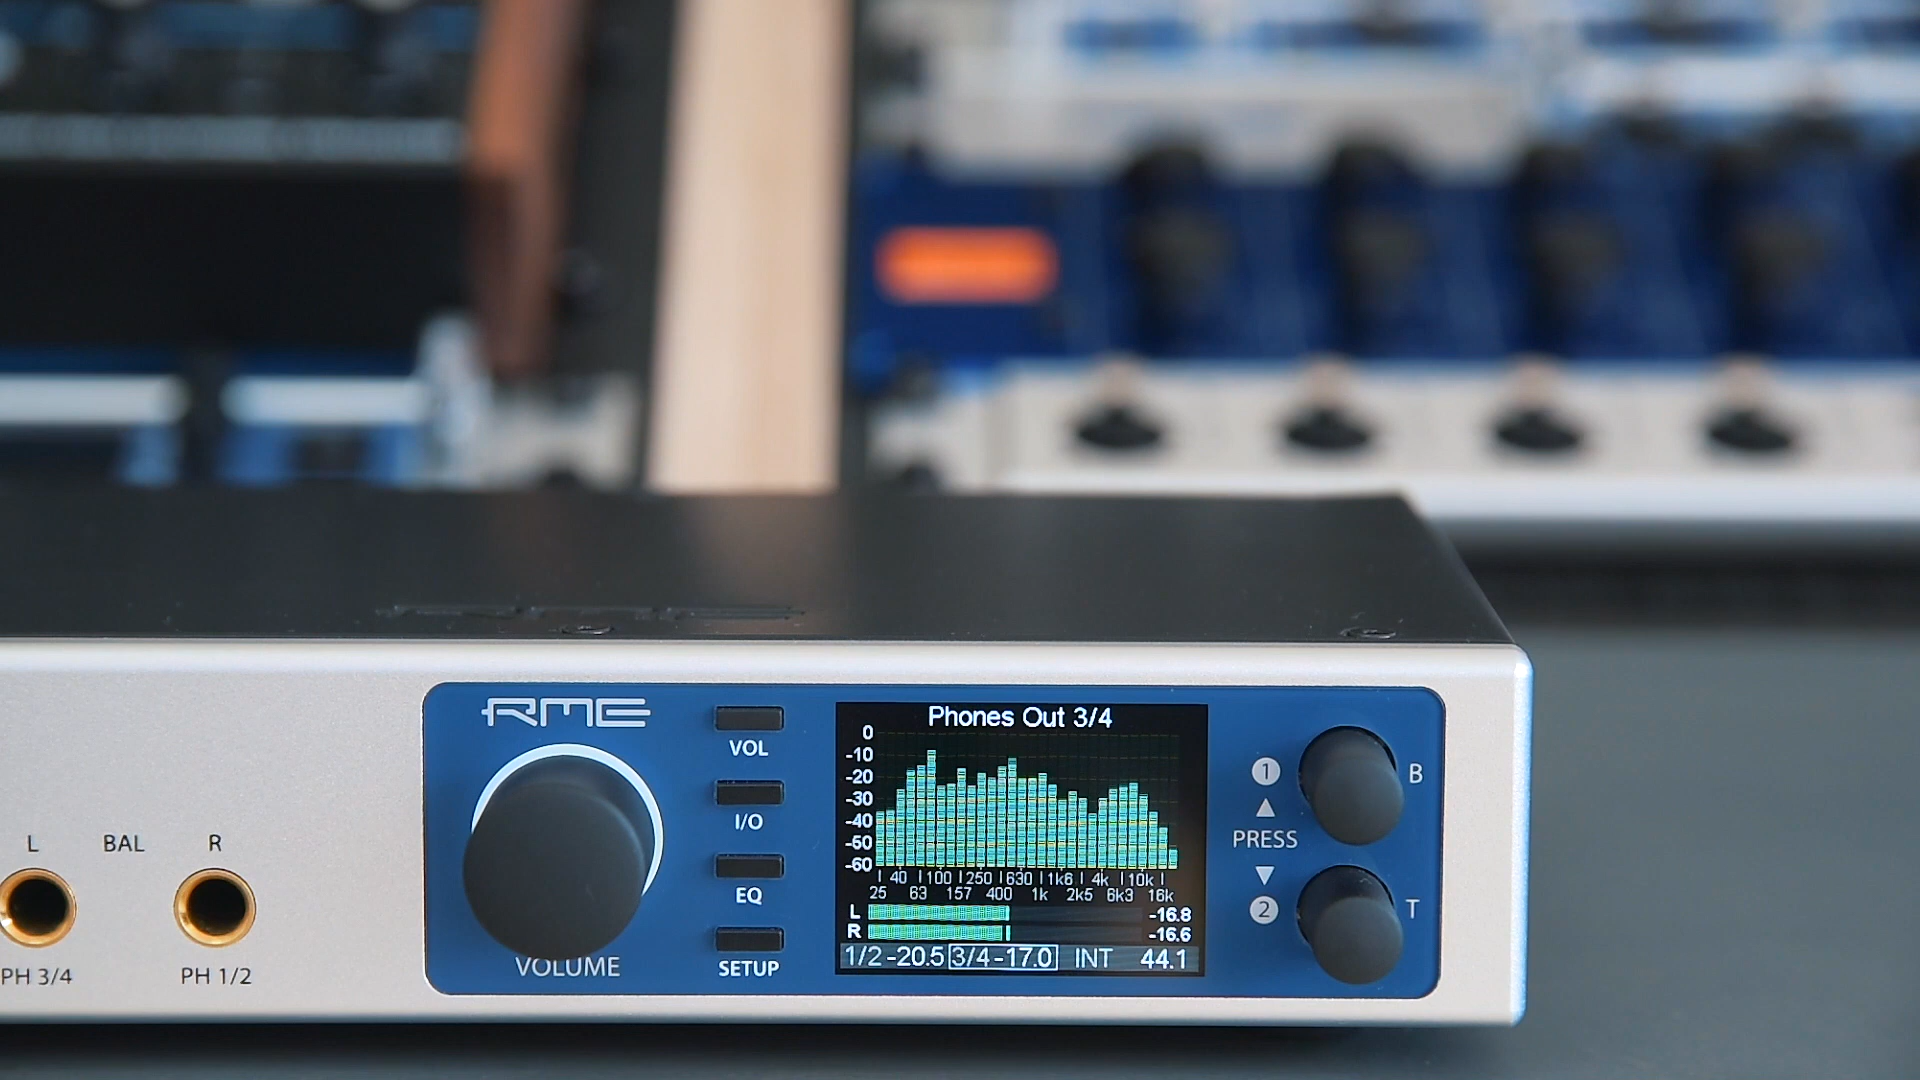 RME
VOLUME
VOL
I/O
EQ
SETUP
Phones Out 3/4
0
-10
-20
-30
-40
-50
-60
40 100 250 630 1k6 4k 10k
25 63 157 400 1k 2k5 6k3 16k
L -16.8
R -16.6
1/2 -20.5 3/4 -17.0 INT 44.1
1
PRESS
2
B
T
L BAL R
PH 3/4 PH 1/2